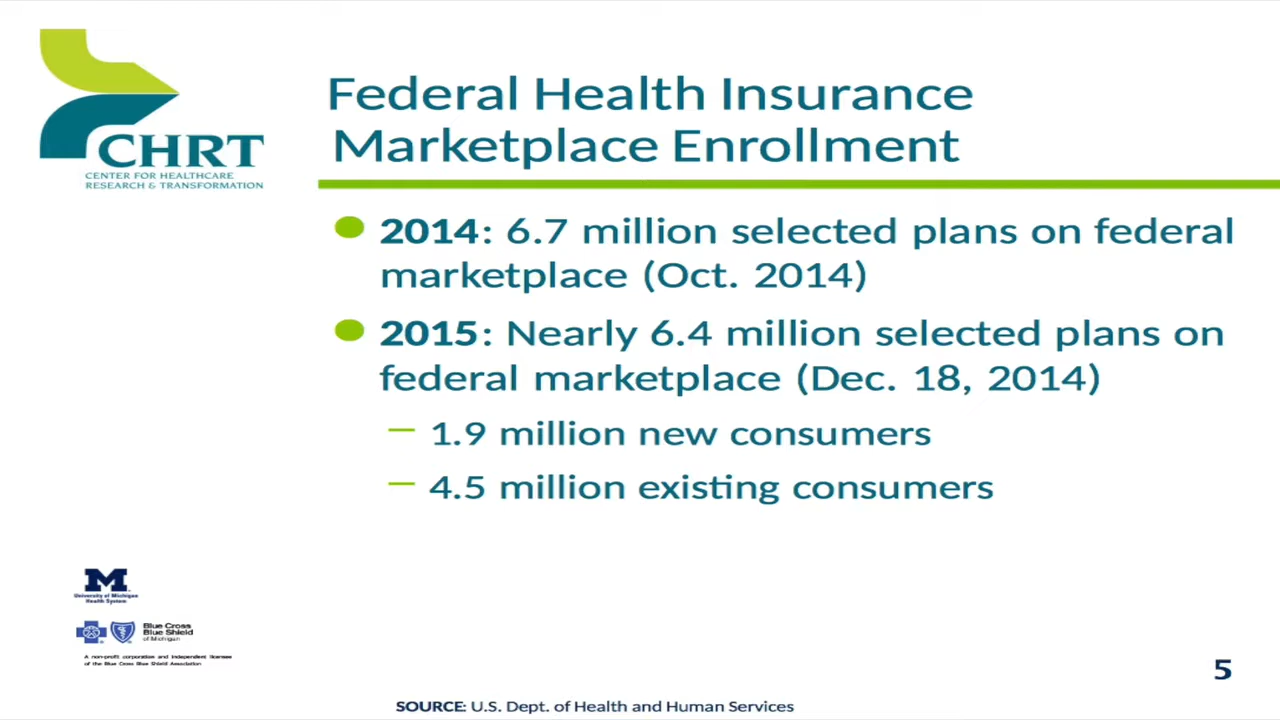 CHRT
CENTER FOR HEALTHCARE
RESEARCH & TRANSFORMATION
Federal Health Insurance
Marketplace Enrollment
2014: 6.7 million selected plans on federal
marketplace (Oct. 2014)
2015: Nearly 6.4 million selected plans on
federal marketplace (Dec. 18, 2014)
– 1.9 million new consumers
– 4.5 million existing consumers
M
University of Michigan
Health System
Blue Cross
Blue Shield
of Michigan
A non-profit corporation and independent licensee
of the Blue Cross Blue Shield Association
5
SOURCE: U.S. Dept. of Health and Human Services